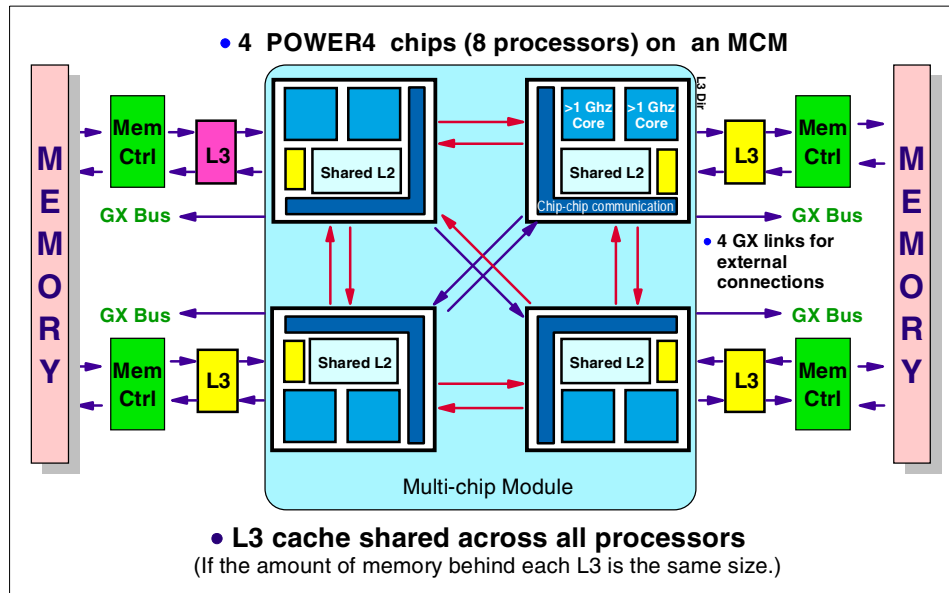 • 4 POWER4 chips (8 processors) on an MCM
MEMORY
Mem
Ctrl
L3
Shared L2
>1 Ghz
Core
>1 Ghz
Core
Shared L2
Chip-chip communication
L3 Dir
L3
Mem
Ctrl
MEMORY
GX Bus
GX Bus
• 4 GX links for
external
connections
GX Bus
GX Bus
Mem
Ctrl
L3
Shared L2
Shared L2
L3
Mem
Ctrl
Multi-chip Module
• L3 cache shared across all processors
(If the amount of memory behind each L3 is the same size.)